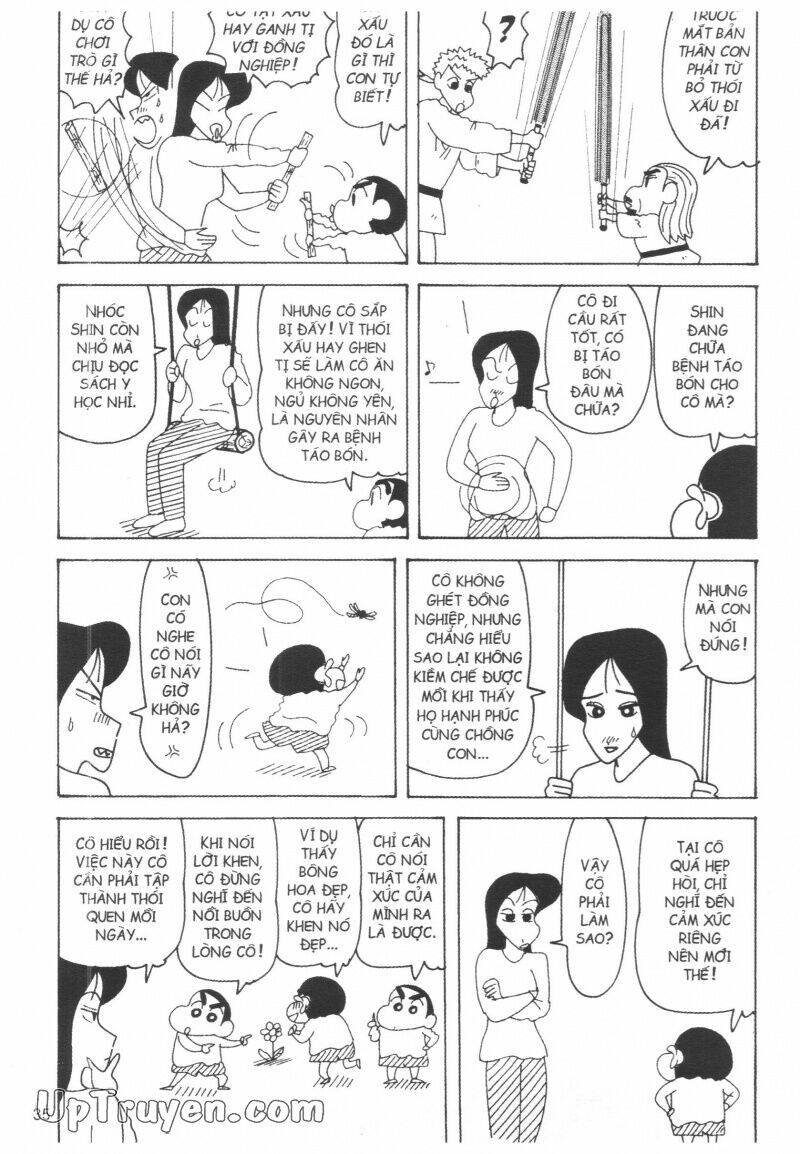 TRƯỚC
MẮT BẢN
THÂN CON
PHẢI TỪ
BỎ THÓI
XẤU ĐI
ĐÃ!
?
XẤU
ĐÓ LÀ
GÌ THÌ
CON TỰ
BIẾT!
CÓ TẬT XẤU
HAY GANH TỊ
VỚI ĐỒNG
NGHIỆP!
DỤ CÔ
CHƠI
TRÒ GÌ
THẾ HẢ?
SHIN
ĐANG
CHỮA
BỆNH TÁO
BÓN CHO
CÔ MÀ?
CÔ ĐI
CẦU RẤT
TỐT, CÓ
BỊ TÁO
BÓN
ĐÂU MÀ
CHỮA?
NHƯNG CÔ SẮP
BỊ ĐẤY! VÌ THÓI
XẤU HAY GHEN
TỊ SẼ LÀM CÔ ĂN
KHÔNG NGON,
NGỦ KHÔNG YÊN,
LÀ NGUYÊN NHÂN
GÂY RA BỆNH
TÁO BÓN.
NHÓC
SHIN CÒN
NHỎ MÀ
CHỊU ĐỌC
SÁCH Y
HỌC NHỈ.
NHƯNG
MÀ CON
NÓI
ĐÚNG!
CÔ KHÔNG
GHÉT ĐỒNG
NGHIỆP, NHƯNG
CHẲNG HIỂU
SAO LẠI KHÔNG
KIỀM CHẾ ĐƯỢC
MỖI KHI THẤY
HỌ HẠNH PHÚC
CÙNG CHỒNG
CON...
CON
CÓ
NGHE
CÔ NÓI
GÌ NÃY
GIỜ
KHÔNG
HẢ?
TẠI CÔ
QUÁ HẸP
HÒI, CHỈ
NGHĨ ĐẾN
CẢM XÚC
RIÊNG
NÊN MỚI
THẾ!
VẬY
CÔ
PHẢI
LÀM
SAO?
CHỈ CẦN
CÔ NÓI
THẬT CẢM
XÚC CỦA
MÌNH RA
LÀ ĐƯỢC.
VÍ DỤ
THẤY
BÔNG
HOA ĐẸP,
CÔ HÃY
KHEN NÓ
ĐẸP...
KHI NÓI
LỜI KHEN,
CÔ ĐỪNG
NGHĨ ĐẾN
NỖI BUỒN
TRONG
LÒNG CÔ!
CÔ HIỂU RỒI!
VIỆC NÀY CÔ
CẦN PHẢI TẬP
THÀNH THÓI
QUEN MỖI
NGÀY...
UpTruyen.com